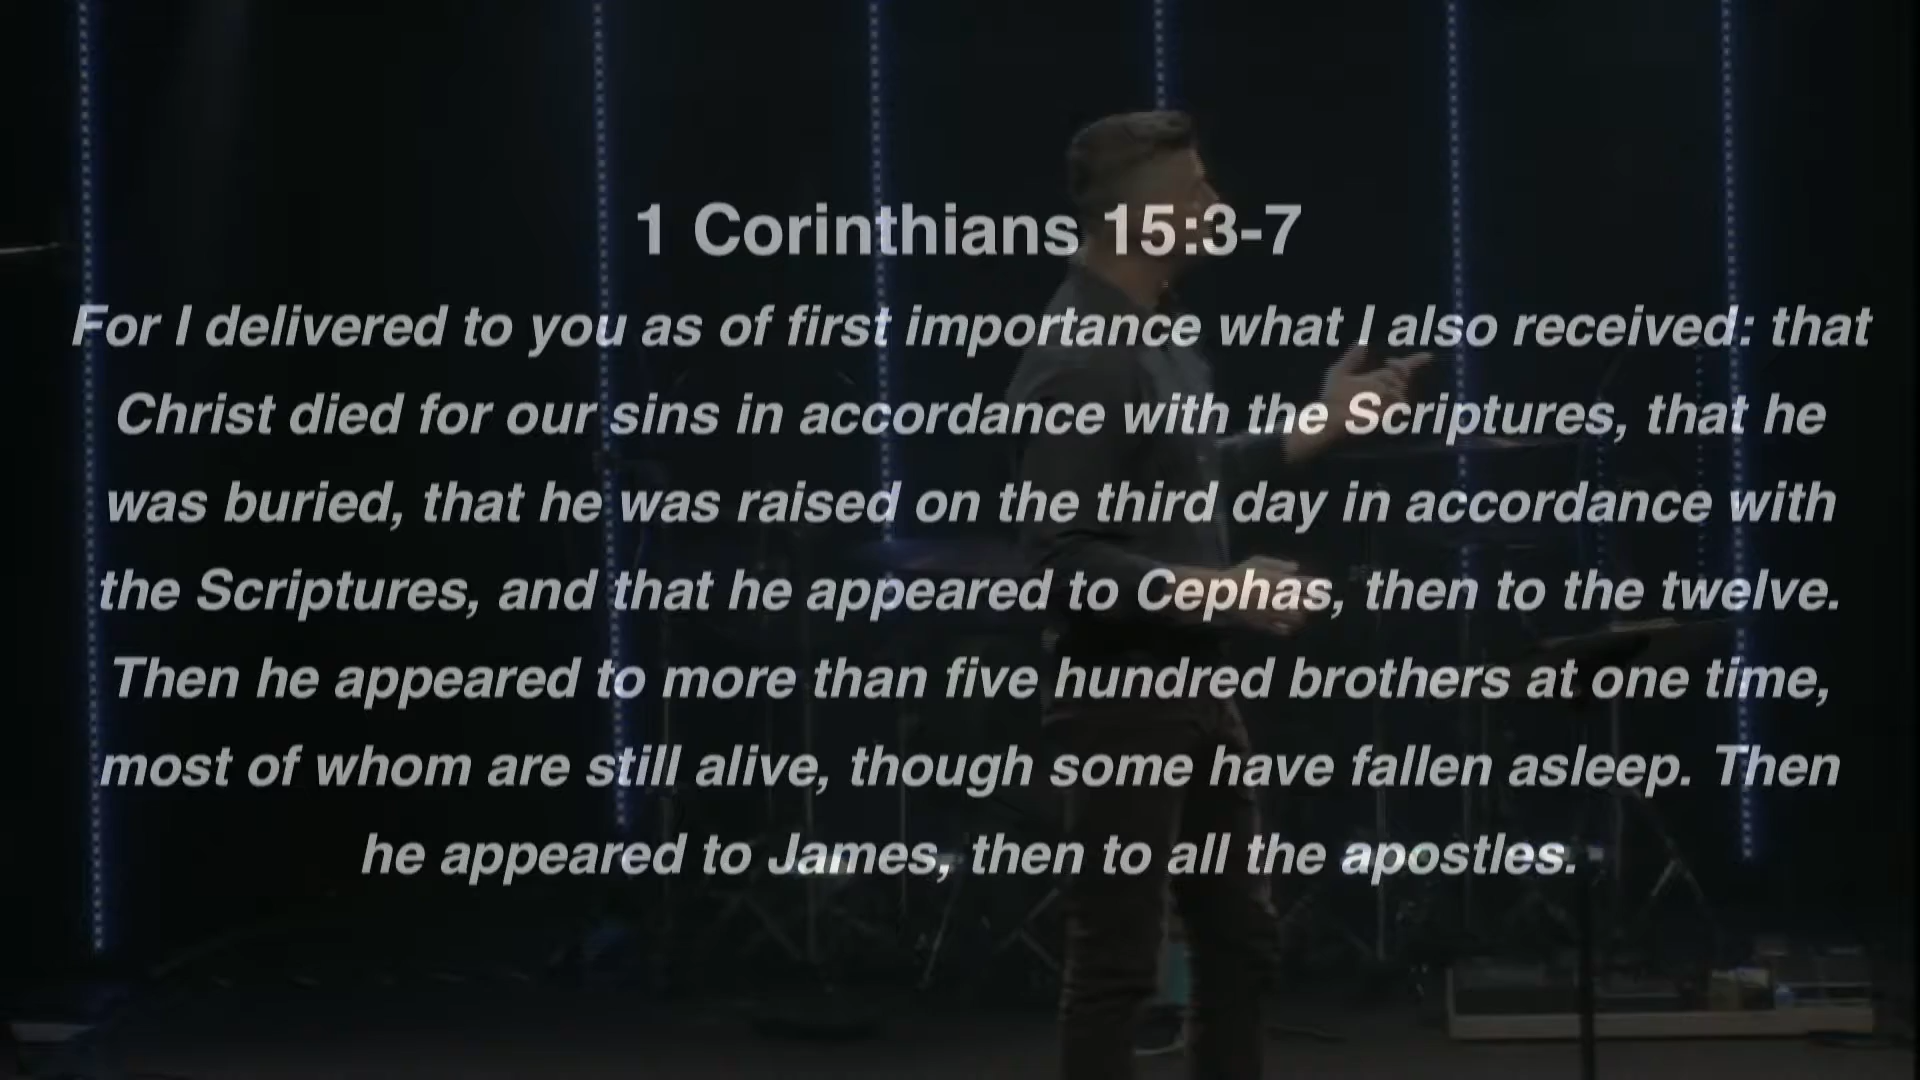 1 Corinthians 15:3-7
For I delivered to you as of first importance what I also received: that
Christ died for our sins in accordance with the Scriptures, that he
was buried, that he was raised on the third day in accordance with
the Scriptures, and that he appeared to Cephas, then to the twelve.
Then he appeared to more than five hundred brothers at one time,
most of whom are still alive, though some have fallen asleep. Then
he appeared to James, then to all the apostles.